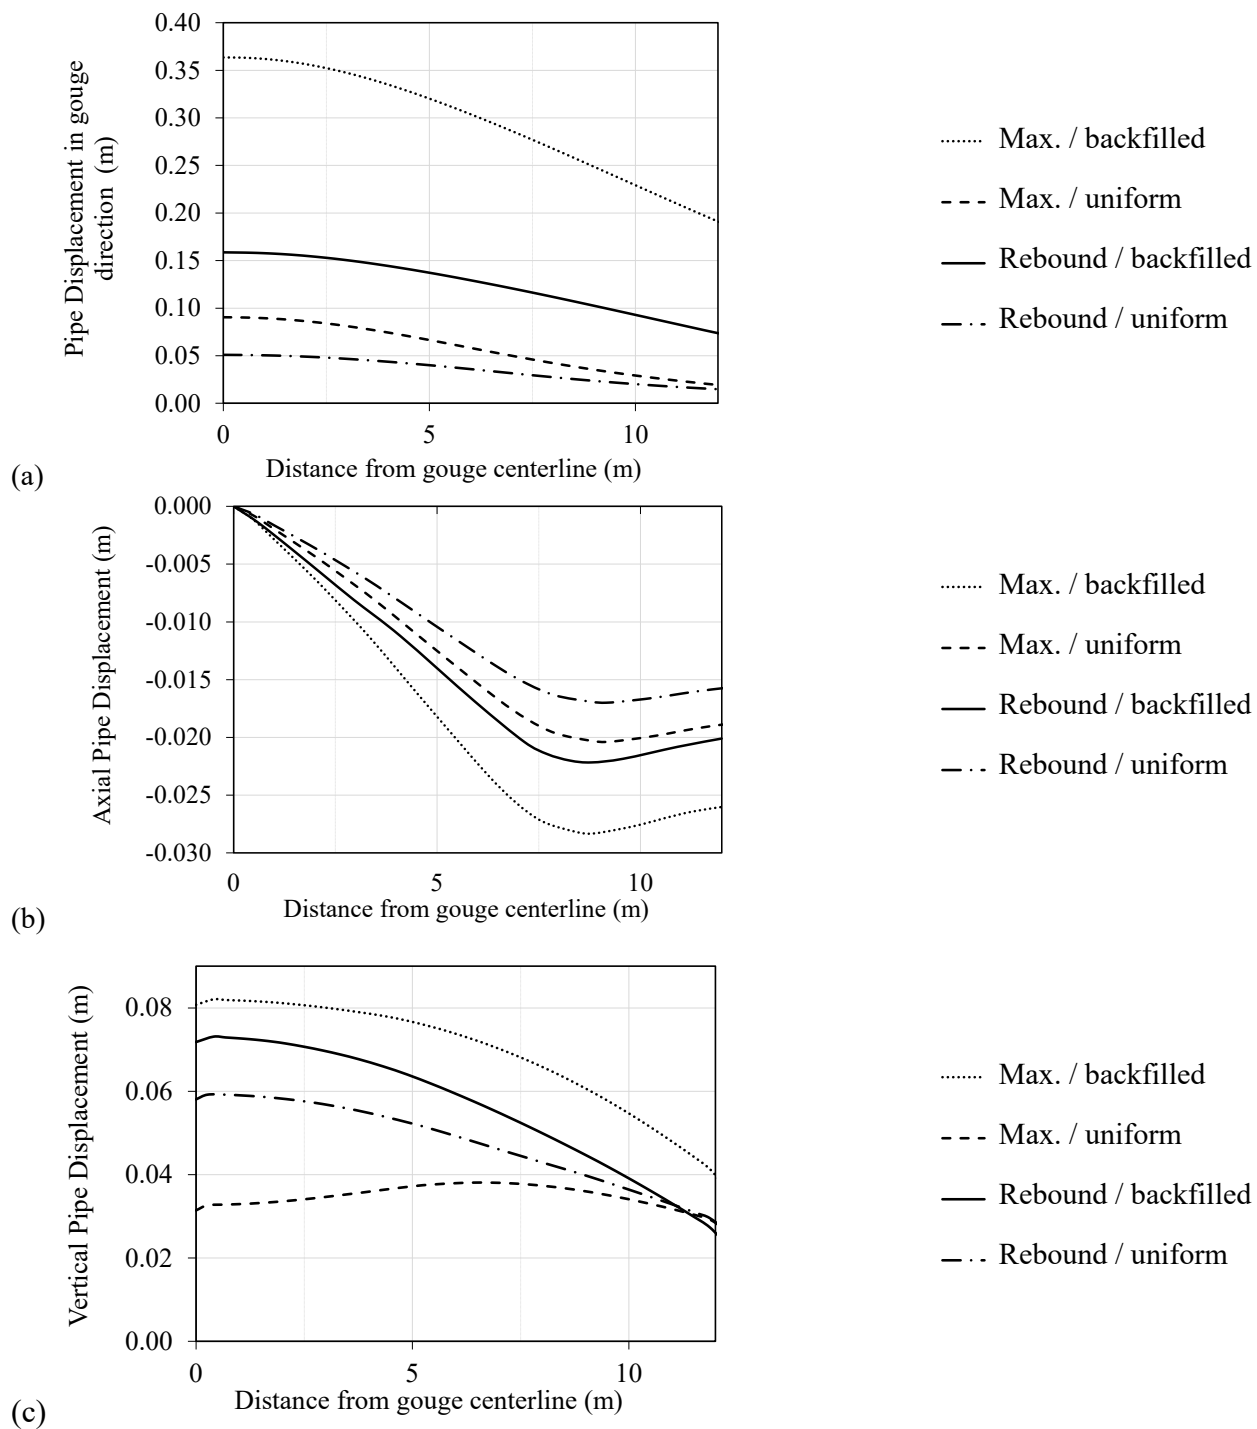 0.40
0.35
0.30
0.25
0.20
0.15
0.10
0.05
0.00
Pipe Displacement in gouge
direction (m)
0 5 10
Distance from gouge centerline (m)
(a)
Max. / backfilled
Max. / uniform
Rebound / backfilled
Rebound / uniform
0.000
-0.005
-0.010
-0.015
-0.020
-0.025
-0.030
Axial Pipe Displacement (m)
0 5 10
Distance from gouge centerline (m)
(b)
Max. / backfilled
Max. / uniform
Rebound / backfilled
Rebound / uniform
0.08
0.06
0.04
0.02
0.00
Vertical Pipe Displacement (m)
0 5 10
Distance from gouge centerline (m)
(c)
Max. / backfilled
Max. / uniform
Rebound / backfilled
Rebound / uniform